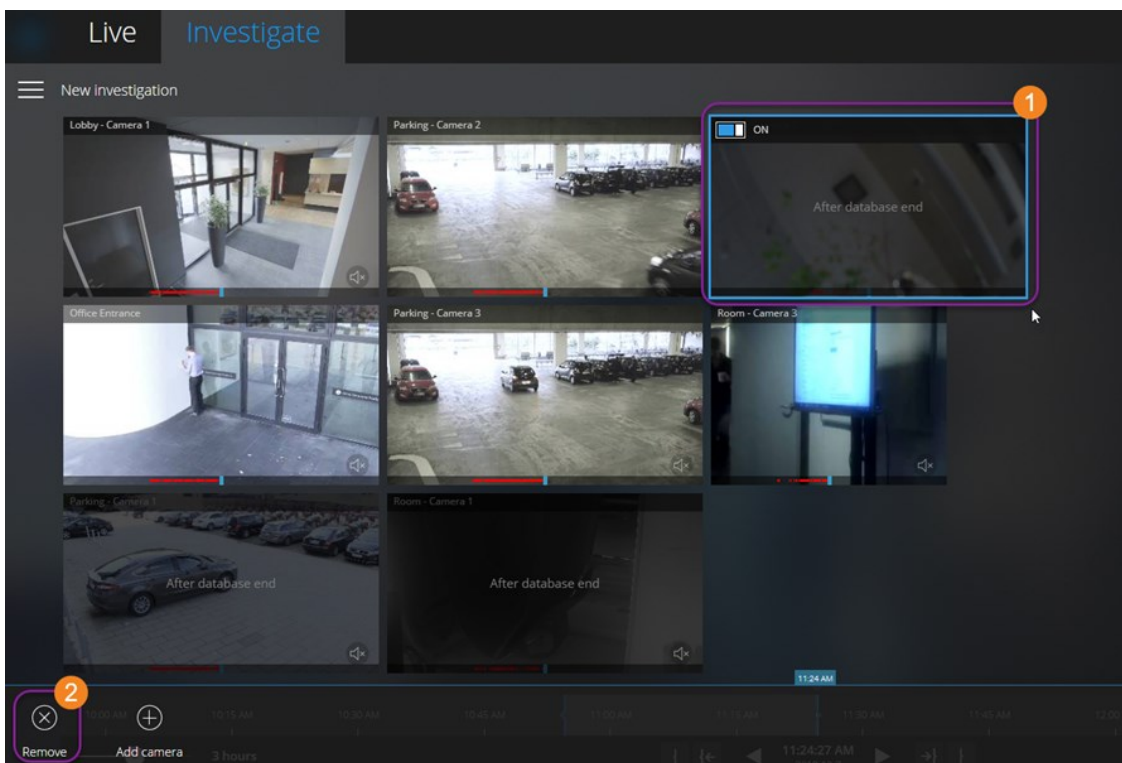 Live
Investigate
New investigation
1
Lobby - Camera 1
Parking - Camera 2
ON
After database end
Office Entrance
Parking - Camera 3
Room - Camera 3
Parking - Camera 1
Room - Camera 1
After database end
After database end
11:24 AM
2
10:00 AM
10:15 AM
10:30 AM
10:45 AM
11:00 AM
11:15 AM
11:30 AM
11:45 AM
12:00
Remove
Add camera
3 hours
11:24:27 AM